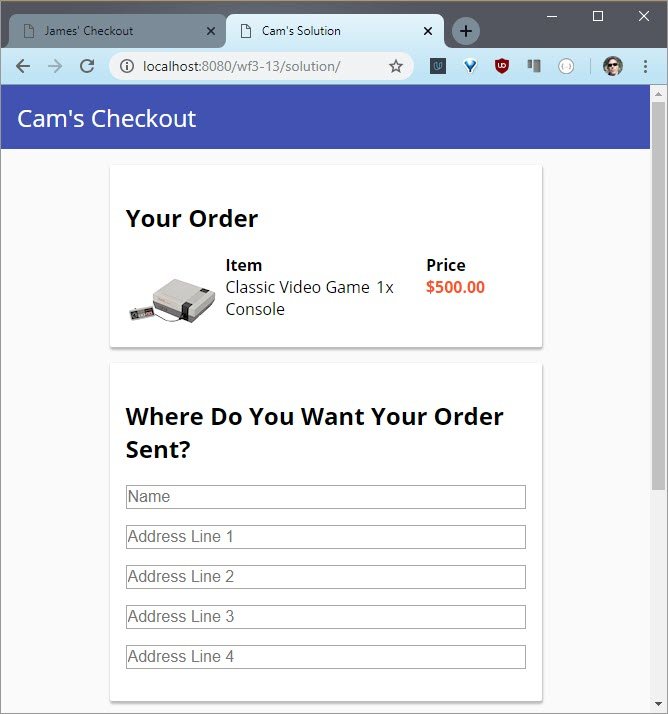 James' Checkout
Cam's Solution
localhost:8080/wf3-13/solution/
Cam's Checkout
Your Order
Item Price
Classic Video Game 1x $500.00
Console
Where Do You Want Your Order
Sent?
Name
Address Line 1
Address Line 2
Address Line 3
Address Line 4